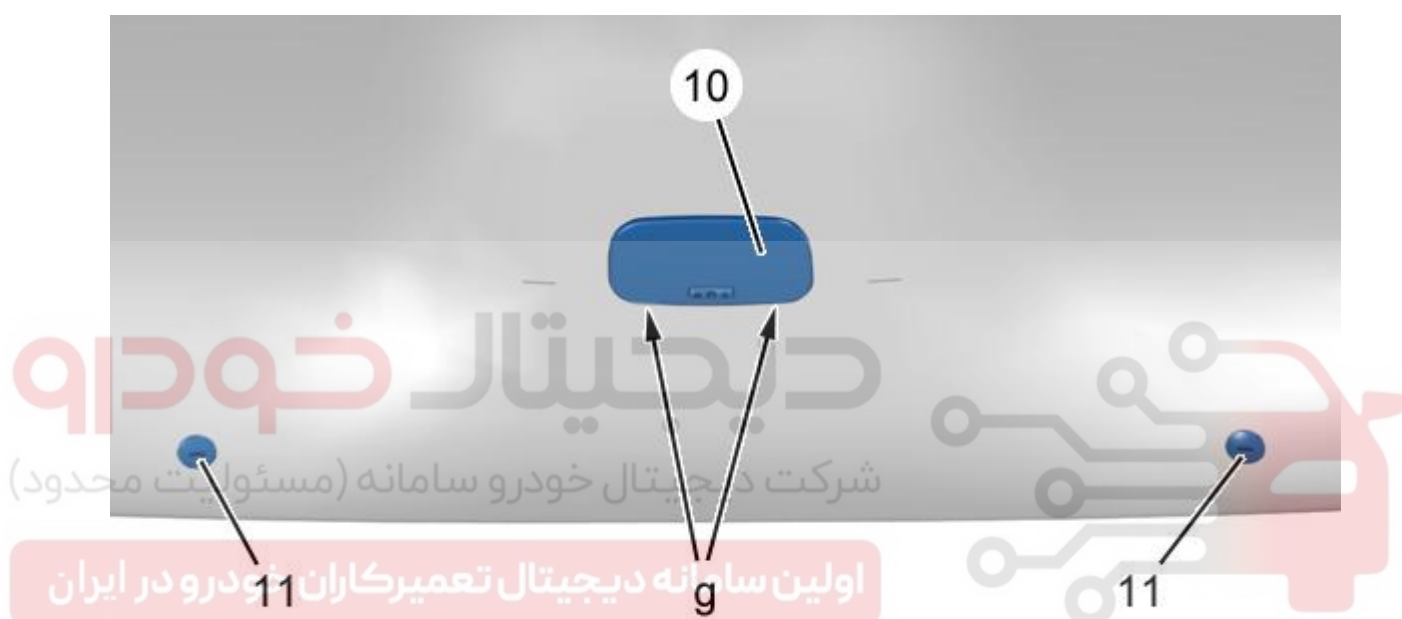 10
دیجیتال خودرو
شرکت دیجیتال خودرو سامانه (مسئولیت محدود)
اولین سامانه دیجیتال تعمیرکاران خودرو در ایران
11
g
11